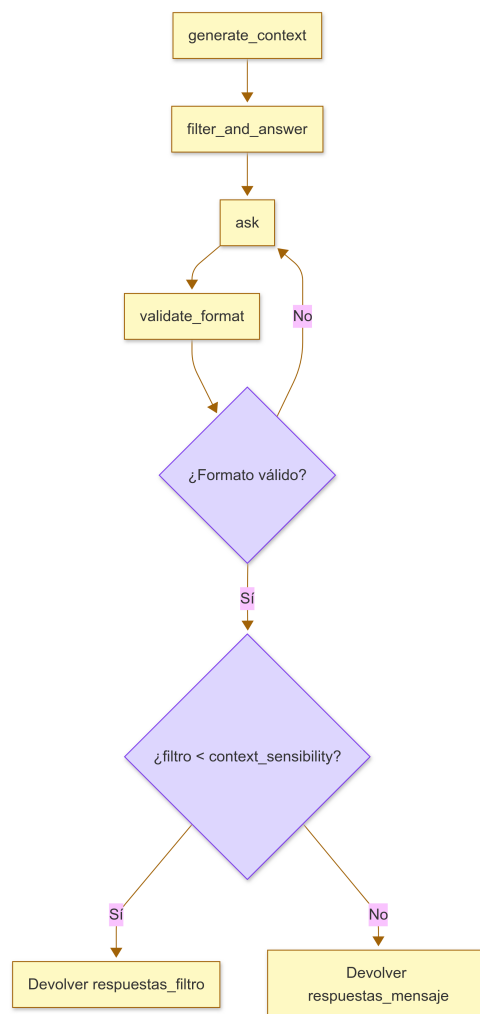 generate_context
filter_and_answer
ask
validate_format
No
¿Formato válido?
Sí
¿filtro < context_sensibility?
Sí
No
Devolver respuestas_filtro
Devolver
respuestas_mensaje